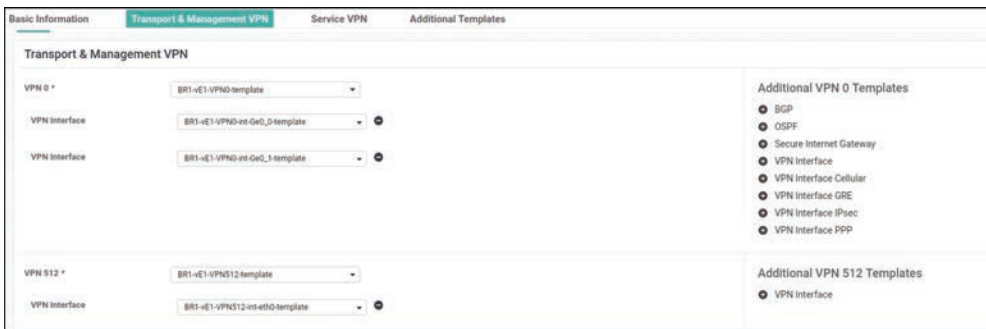 Basic Information Transport & Management VPN Service VPN Additional Templates
Transport & Management VPN
VPN 0 * BR1-vE1-VPN0-template
VPN Interface BR1-vE1-VPN0-int-Ge0_0-template
VPN Interface BR1-vE1-VPN0-int-Ge0_1-template
Additional VPN 0 Templates
BGP
OSPF
Secure Internet Gateway
VPN Interface
VPN Interface Cellular
VPN Interface GRE
VPN Interface IPsec
VPN Interface PPP
VPN 512 * BR1-vE1-VPN512-template
VPN Interface BR1-vE1-VPN512-int-eth0-template
Additional VPN 512 Templates
VPN Interface